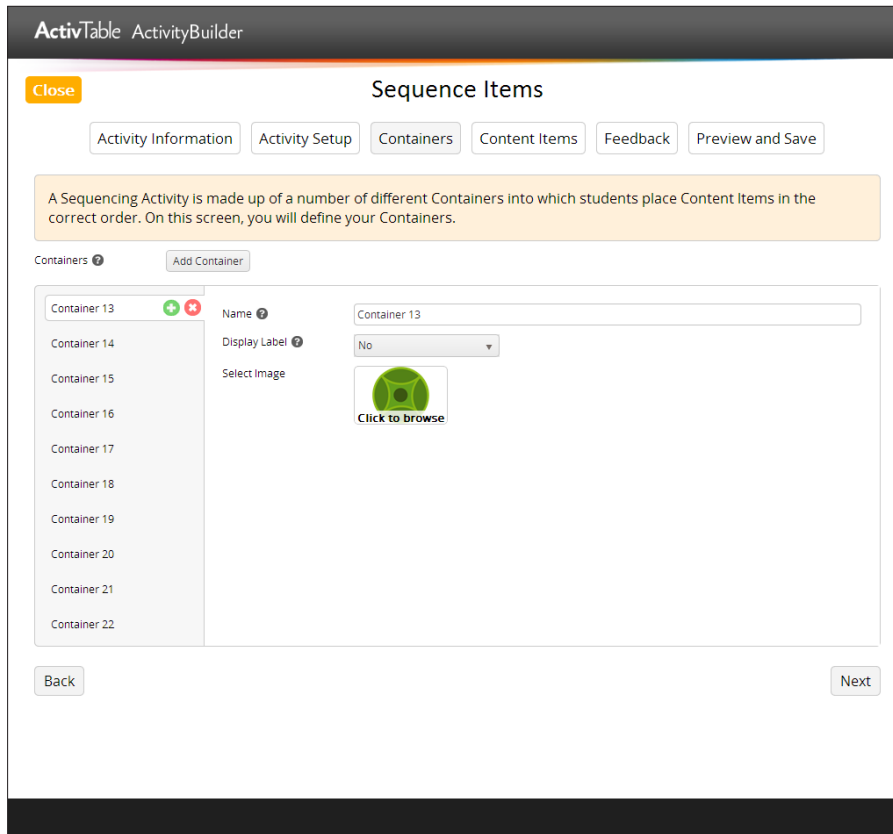 ActivTable ActivityBuilder
Close
Sequence Items
Activity Information
Activity Setup
Containers
Content Items
Feedback
Preview and Save
A Sequencing Activity is made up of a number of different Containers into which students place Content Items in the
correct order. On this screen, you will define your Containers.
Containers ?
Add Container
Container 13
Name ?
Container 13
Container 14
Display Label ?
No
Container 15
Select Image
Click to browse
Container 16
Container 17
Container 18
Container 19
Container 20
Container 21
Container 22
Back
Next